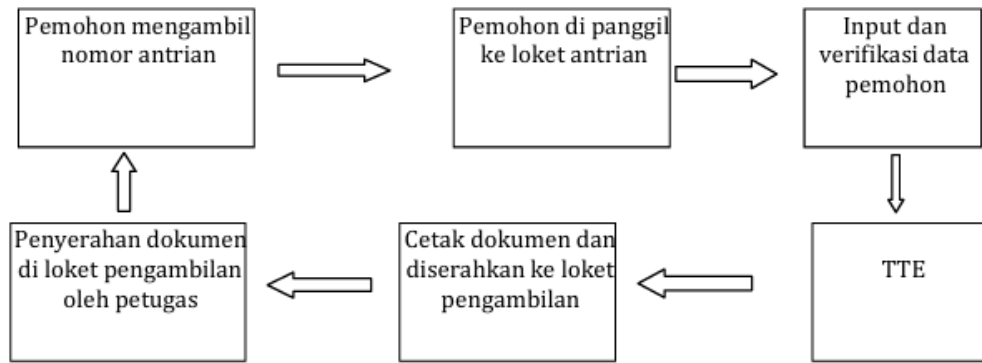 Pemohon mengambil
nomor antrian
Pemohon di panggil
ke loket antrian
Input dan
verifikasi data
pemohon
TTE
Cetak dokumen dan
diserahkan ke loket
pengambilan
Penyerahan dokumen
di loket pengambilan
oleh petugas